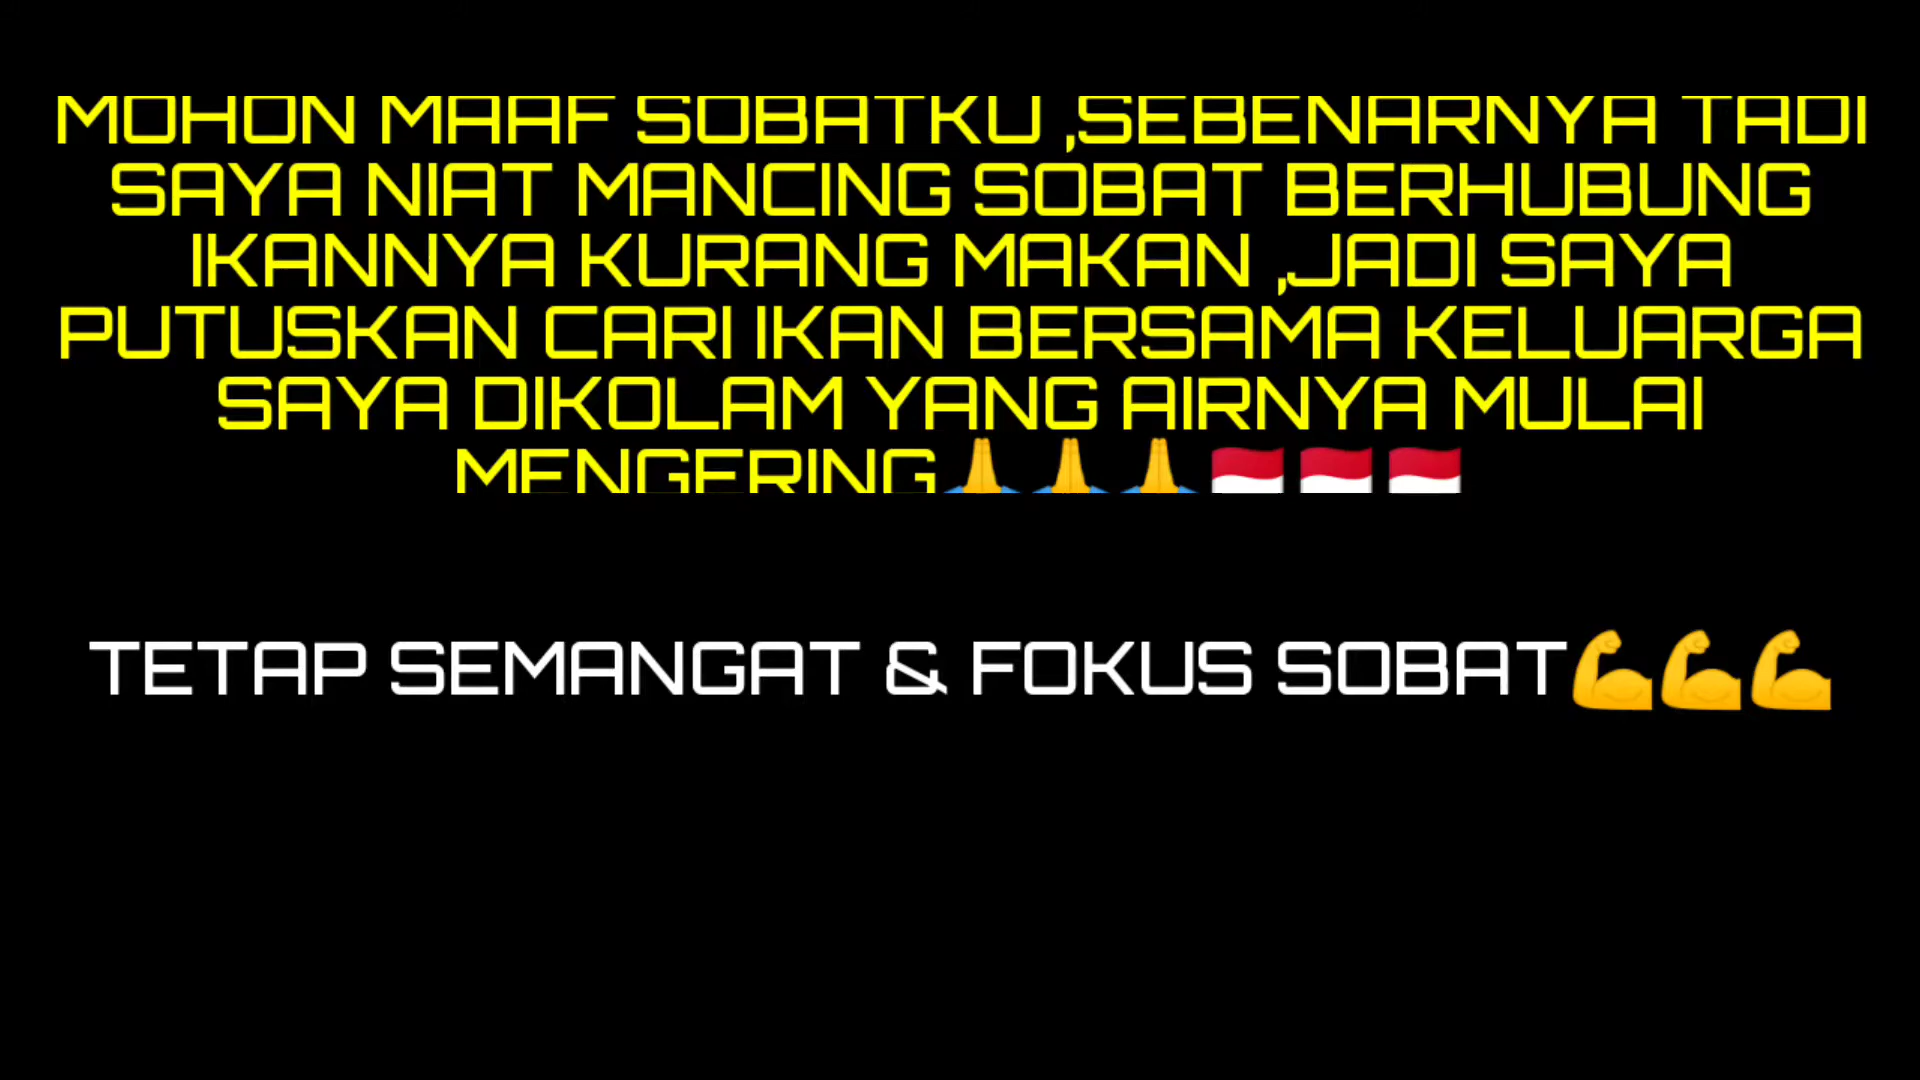 MOHON MAAF SOBATKU ,SEBENARNYA TADI
SAYA NIAT MANCING SOBAT BERHUBUNG
IKANNYA KURANG MAKAN ,JADI SAYA
PUTUSKAN CARI IKAN BERSAMA KELUARGA
SAYA DIKOLAM YANG AIRNYA MULAI
MENGERING🙏🙏🙏🇮🇩🇮🇩🇮🇩
TETAP SEMANGAT & FOKUS SOBAT💪💪💪